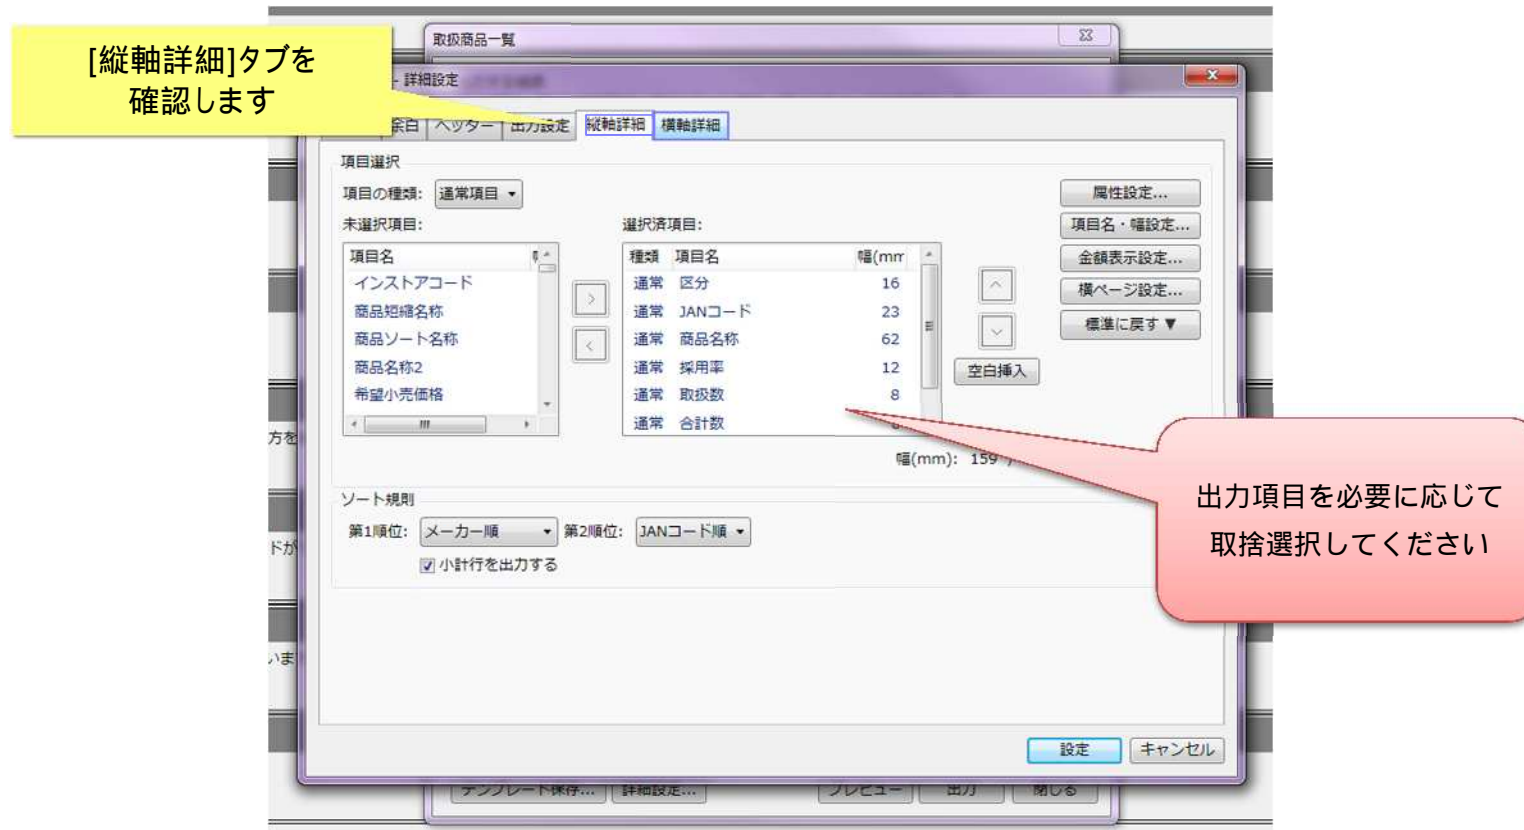 [縦軸詳細]タブを
確認します
取扱商品一覧
- 詳細設定
余白 ヘッダー 出力設定 縦軸詳細 横軸詳細
項目選択
項目の種類: 通常項目
未選択項目:
選択済項目:
項目名
インストアコード
商品短縮名称
商品ソート名称
商品名称2
希望小売価格
種類 項目名 幅(mm
通常 区分 16
通常 JANコード 23
通常 商品名称 62
通常 採用率 12
通常 取扱数 8
通常 合計数
空白挿入
属性設定...
項目名・幅設定...
金額表示設定...
横ページ設定...
標準に戻す▼
幅(mm): 159
出力項目を必要に応じて
取捨選択してください
ソート規則
第1順位: メーカー順 第2順位: JANコード順
小計行を出力する
設定 キャンセル
テンプレート保存... 詳細設定... プレビュー 出力 閉じる
方を
ドが
いま